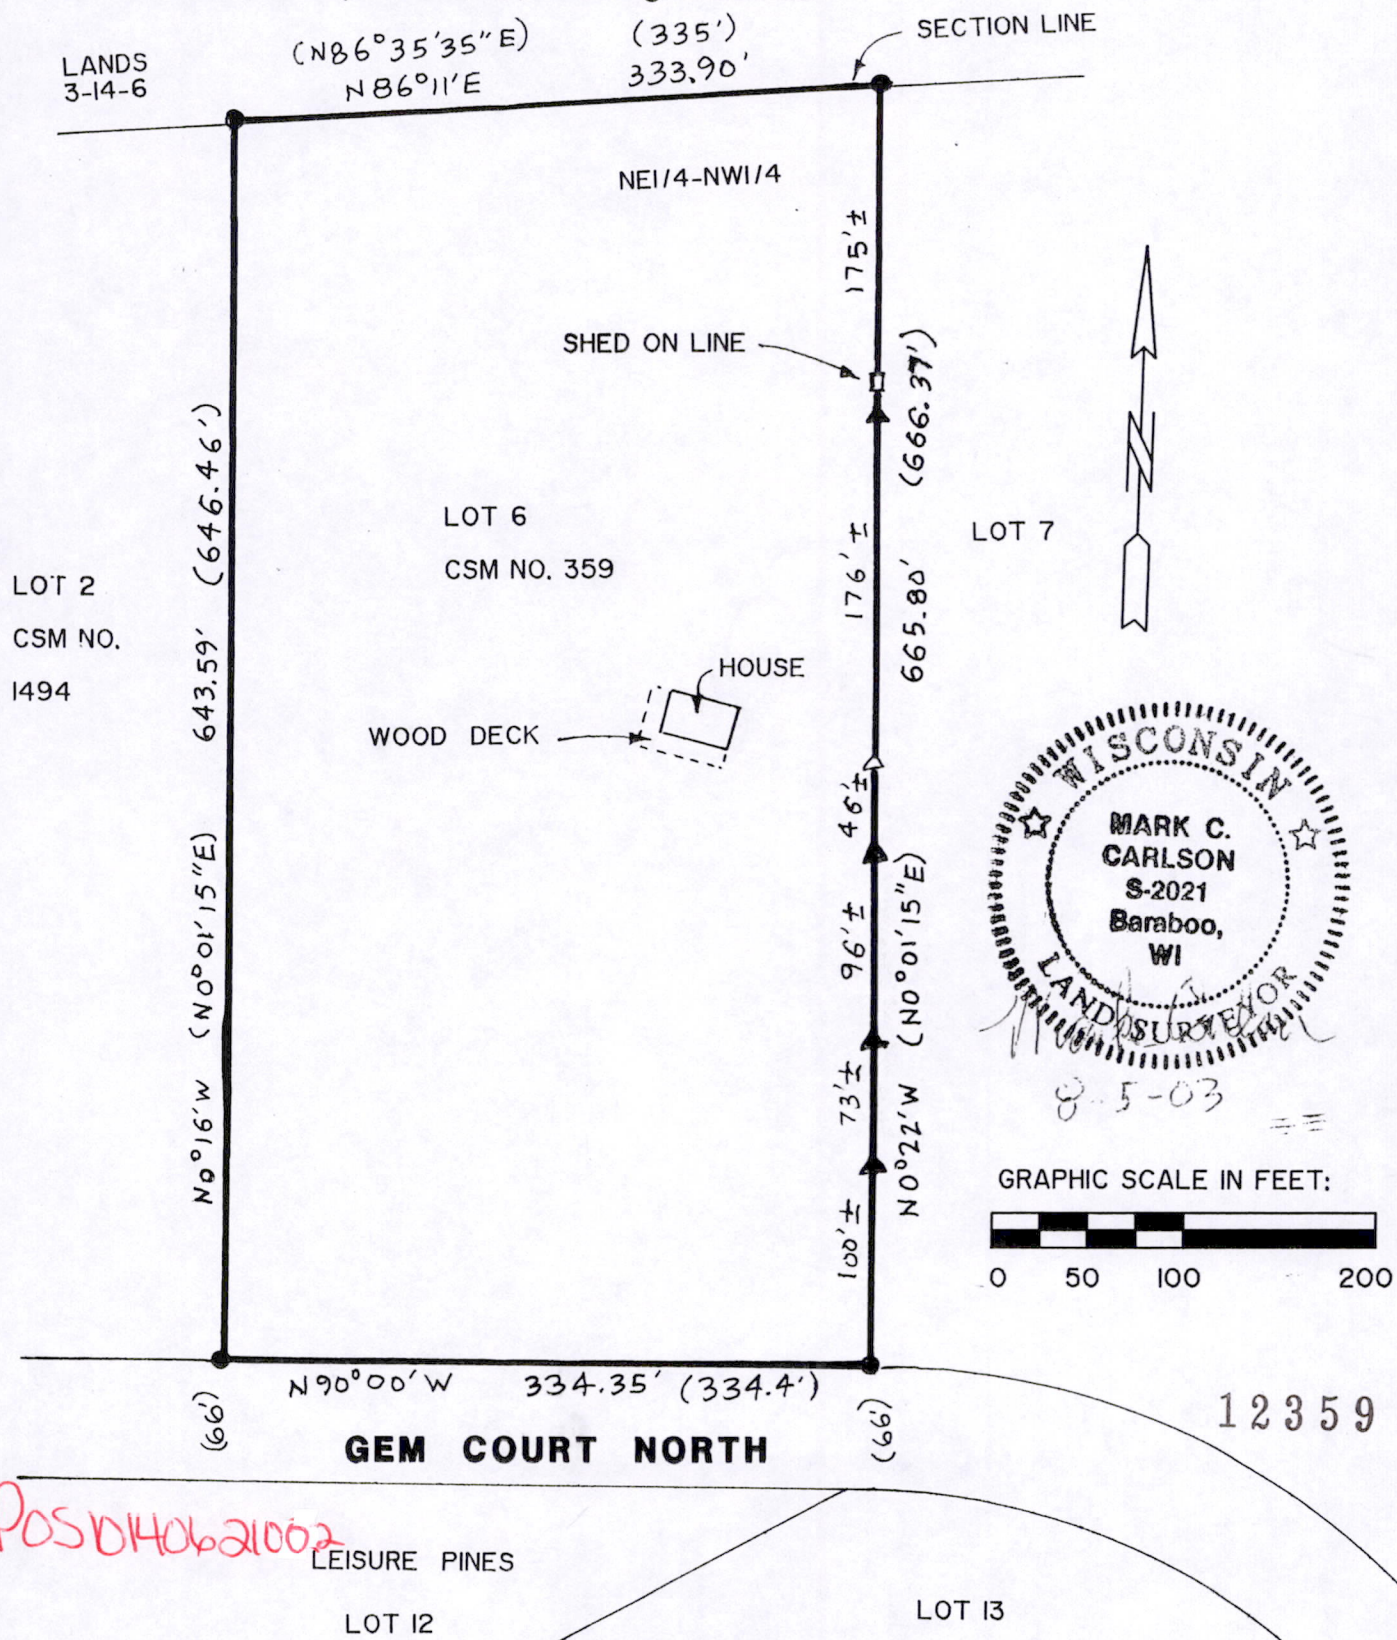 (N86°35'35"E)
(335')
SECTION LINE
LANDS
3-14-6
N86°11'E
333.90'
NE1/4-NW1/4
175'±
SHED ON LINE
(666.37')
(646.46')
LOT 6
CSM NO. 359
176'±
LOT 7
LOT 2
CSM NO.
1494
643.59'
665.80'
HOUSE
WOOD DECK
46'±
WISCONSIN
MARK C.
CARLSON
S-2021
Baraboo,
WI
LAND SURVEYOR
8-5-03
(N0°01'15"E)
96'±
(N0°01'15"E)
73'±
N0°16'W
N0°22'W
100'±
GRAPHIC SCALE IN FEET:
0 50 100 200
N90°00'W 334.35' (334.4')
(66')
(66')
12359
GEM COURT NORTH
POS10140621002
LEISURE PINES
LOT 12
LOT 13